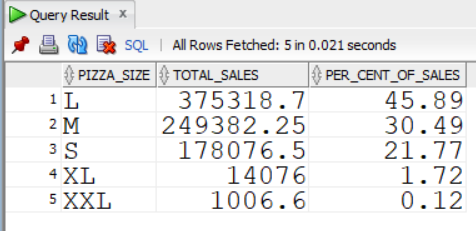 Query Result x
SQL | All Rows Fetched: 5 in 0.021 seconds
PIZZA_SIZE TOTAL_SALES PER_CENT_OF_SALES
1 L 375318.7 45.89
2 M 249382.25 30.49
3 S 178076.5 21.77
4 XL 14076 1.72
5 XXL 1006.6 0.12